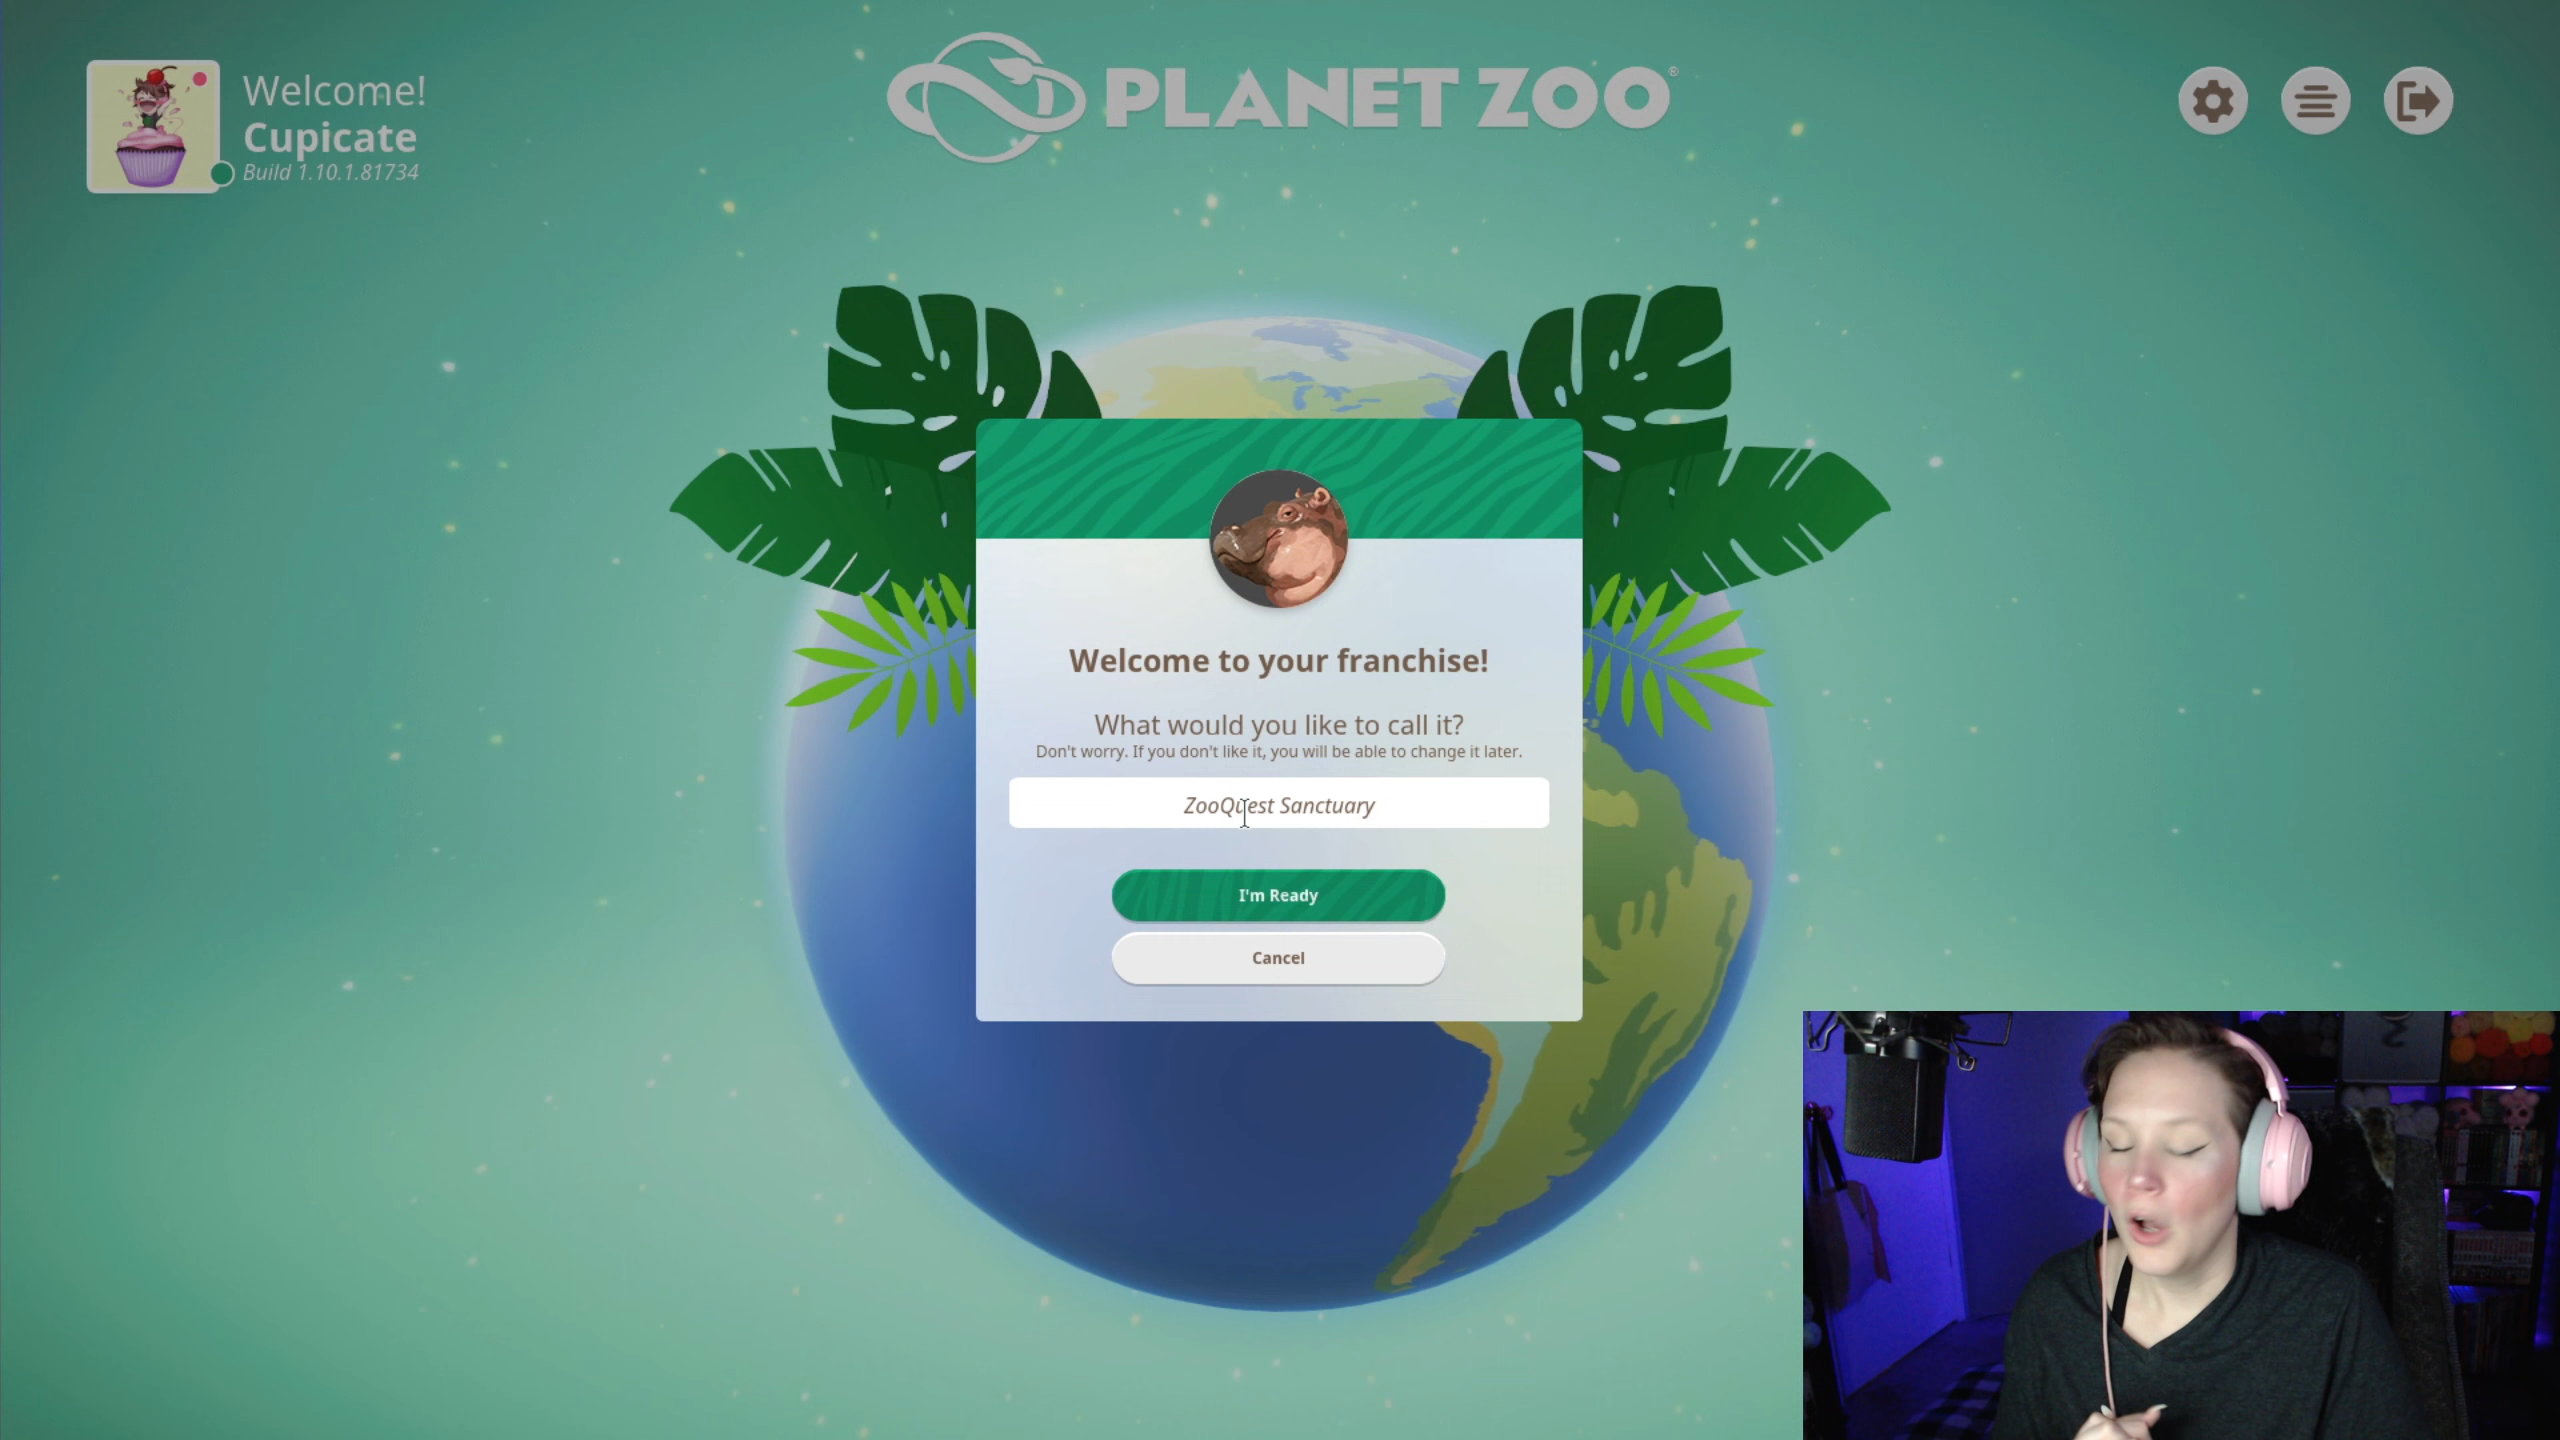 Welcome!
Cupicate
Build 1.10.1.81734
PLANET ZOO®
Welcome to your franchise!
What would you like to call it?
Don't worry. If you don't like it, you will be able to change it later.
ZooQuest Sanctuary
I'm Ready
Cancel